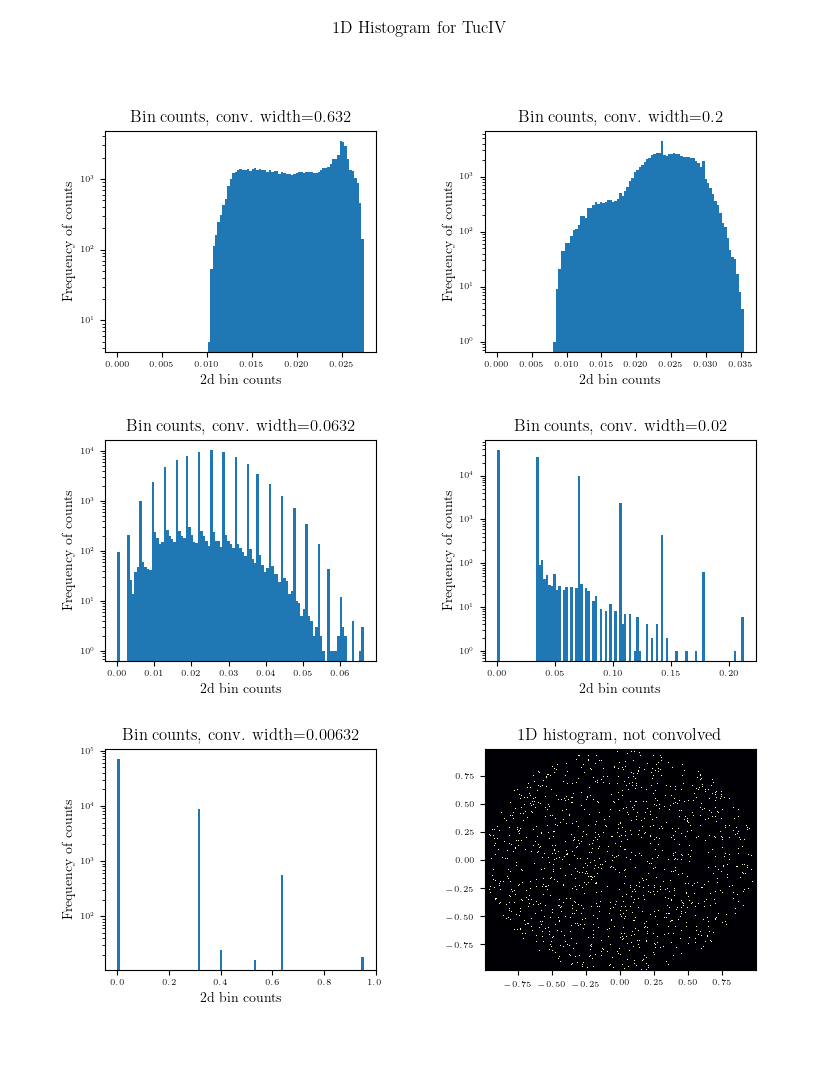 1D Histogram for TucIV
Bin counts, conv. width=0.632
Frequency of counts
10³
10²
10¹
0.000 0.005 0.010 0.015 0.020 0.025
2d bin counts
Bin counts, conv. width=0.2
Frequency of counts
10³
10²
10¹
10⁰
0.000 0.005 0.010 0.015 0.020 0.025 0.030 0.035
2d bin counts
Bin counts, conv. width=0.0632
Frequency of counts
10⁴
10³
10²
10¹
10⁰
0.00 0.01 0.02 0.03 0.04 0.05 0.06
2d bin counts
Bin counts, conv. width=0.02
Frequency of counts
10⁴
10³
10²
10¹
10⁰
0.00 0.05 0.10 0.15 0.20
2d bin counts
Bin counts, conv. width=0.00632
Frequency of counts
10⁵
10⁴
10³
10²
0.0 0.2 0.4 0.6 0.8 1.0
2d bin counts
1D histogram, not convolved
0.75
0.50
0.25
0.00
−0.25
−0.50
−0.75
−0.75 −0.50 −0.25 0.00 0.25 0.50 0.75